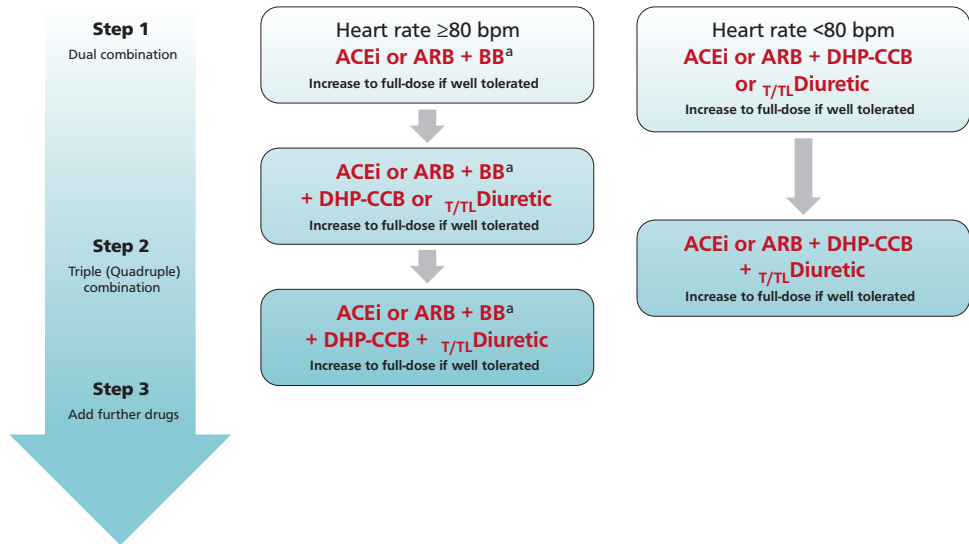 Step 1
Dual combination
Step 2
Triple (Quadruple)
combination
Step 3
Add further drugs
Heart rate ≥80 bpm
ACEi or ARB + BBᵃ
Increase to full-dose if well tolerated
ACEi or ARB + BBᵃ
+ DHP-CCB or T/TLDiuretic
Increase to full-dose if well tolerated
ACEi or ARB + BBᵃ
+ DHP-CCB + T/TLDiuretic
Increase to full-dose if well tolerated
Heart rate <80 bpm
ACEi or ARB + DHP-CCB
or T/TLDiuretic
Increase to full-dose if well tolerated
ACEi or ARB + DHP-CCB
+ T/TLDiuretic
Increase to full-dose if well tolerated